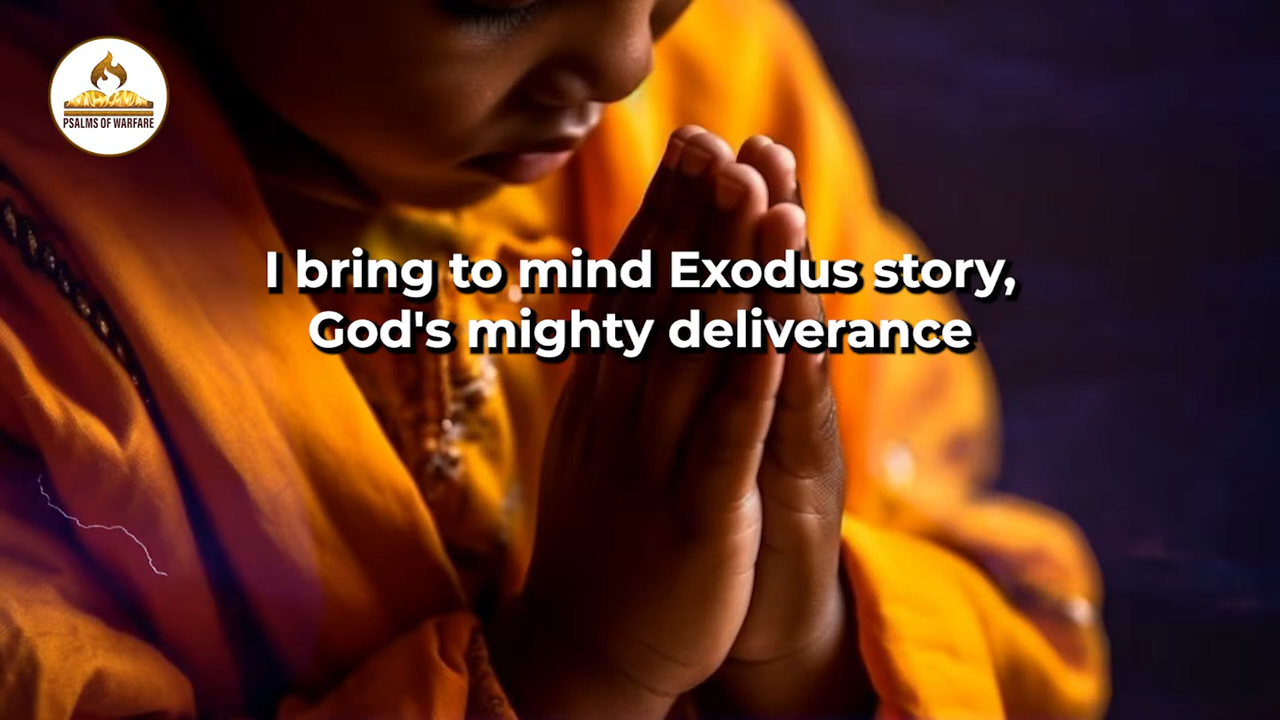 PSALMS OF WARFARE
I bring to mind Exodus story,
God's mighty deliverance